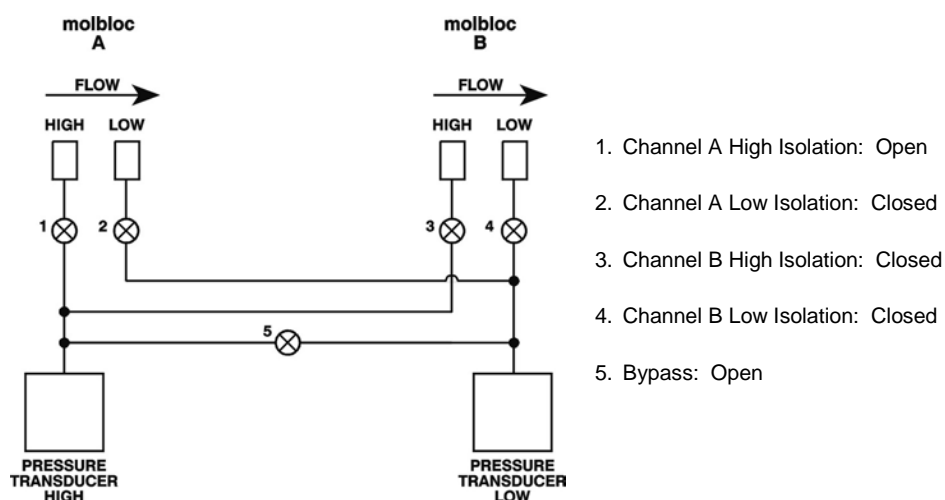 molbloc
A
molbloc
B
FLOW
FLOW
HIGH LOW
HIGH LOW
1
2
3
4
5
PRESSURE
TRANSDUCER
HIGH
PRESSURE
TRANSDUCER
LOW
1. Channel A High Isolation: Open
2. Channel A Low Isolation: Closed
3. Channel B High Isolation: Closed
4. Channel B Low Isolation: Closed
5. Bypass: Open